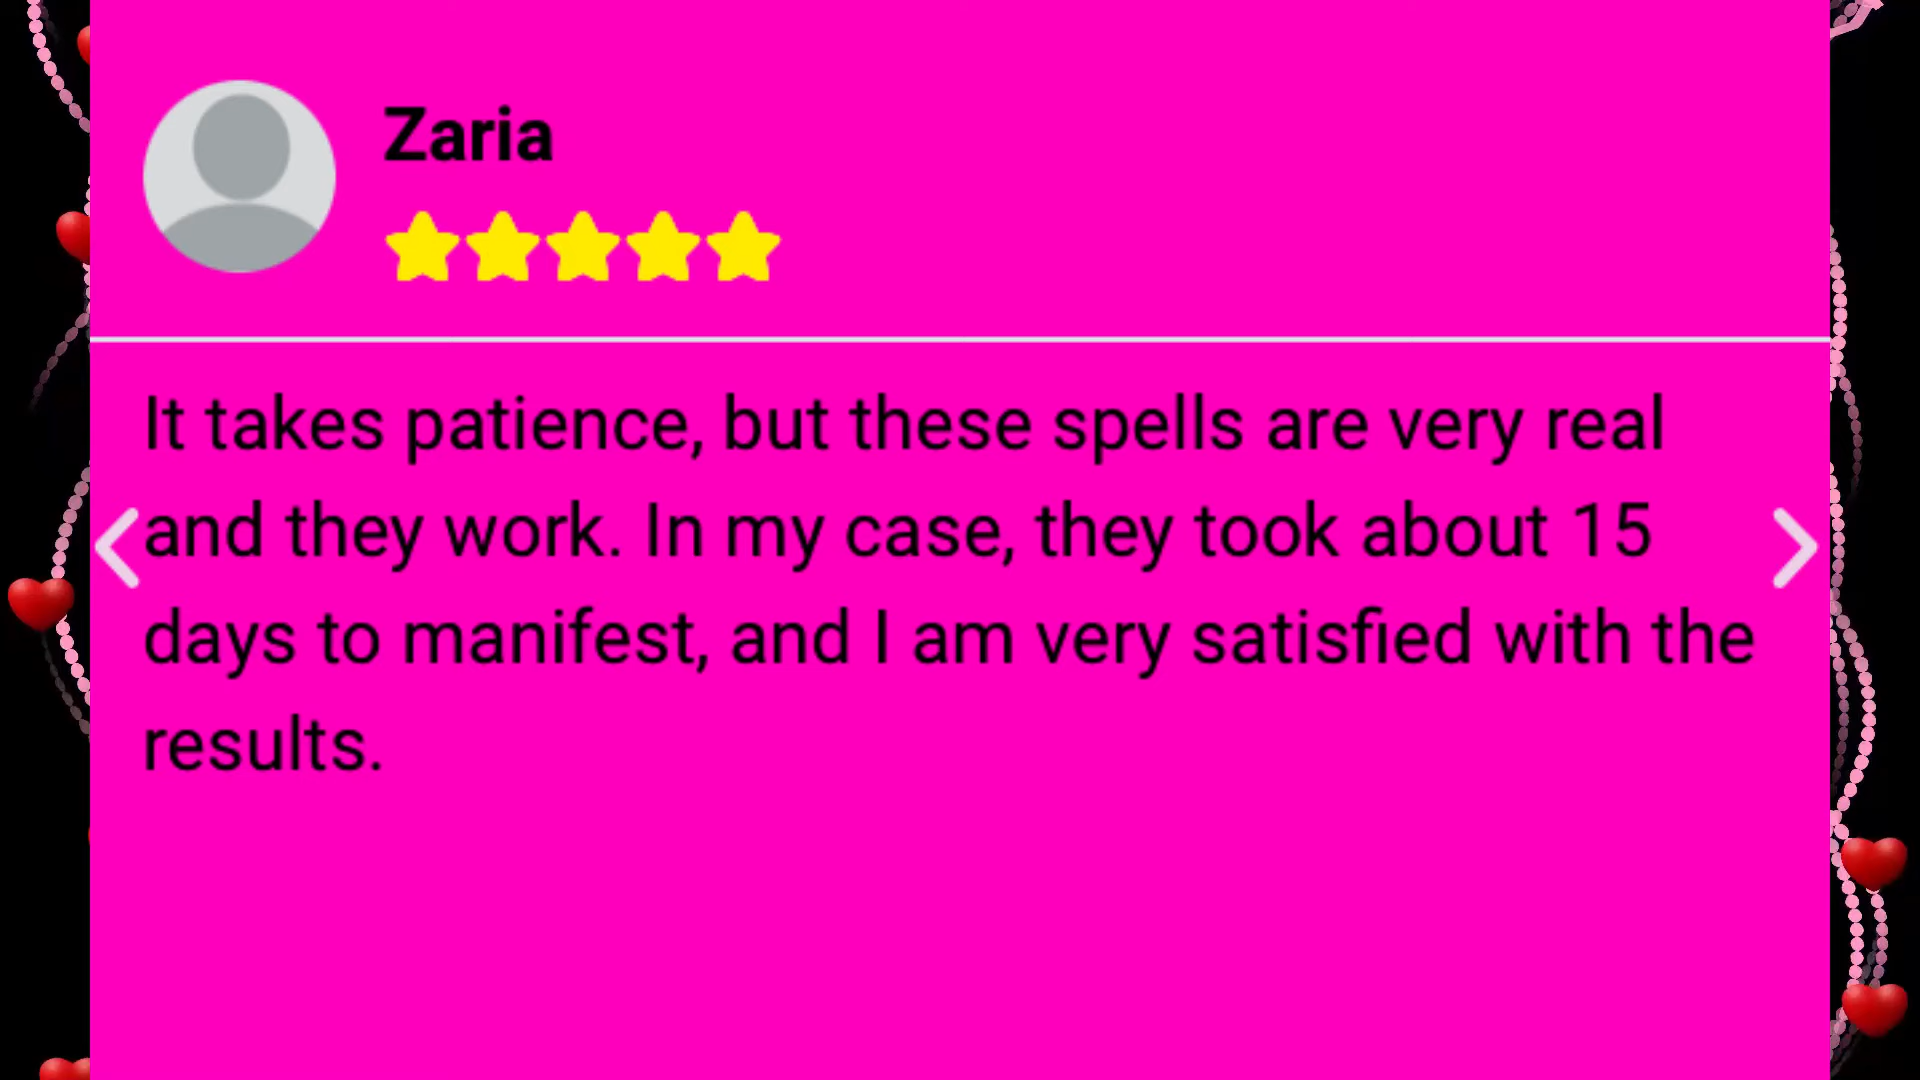 Zaria
It takes patience, but these spells are very real
and they work. In my case, they took about 15
days to manifest, and I am very satisfied with the
results.